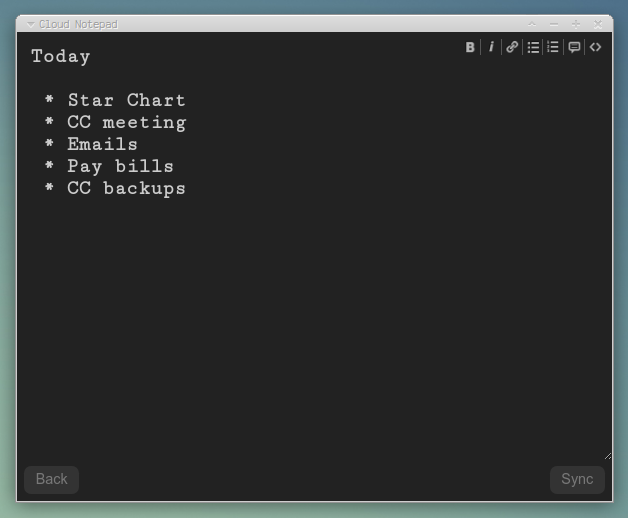 Cloud Notepad
Today
* Star Chart
* CC meeting
* Emails
* Pay bills
* CC backups
Back
Sync